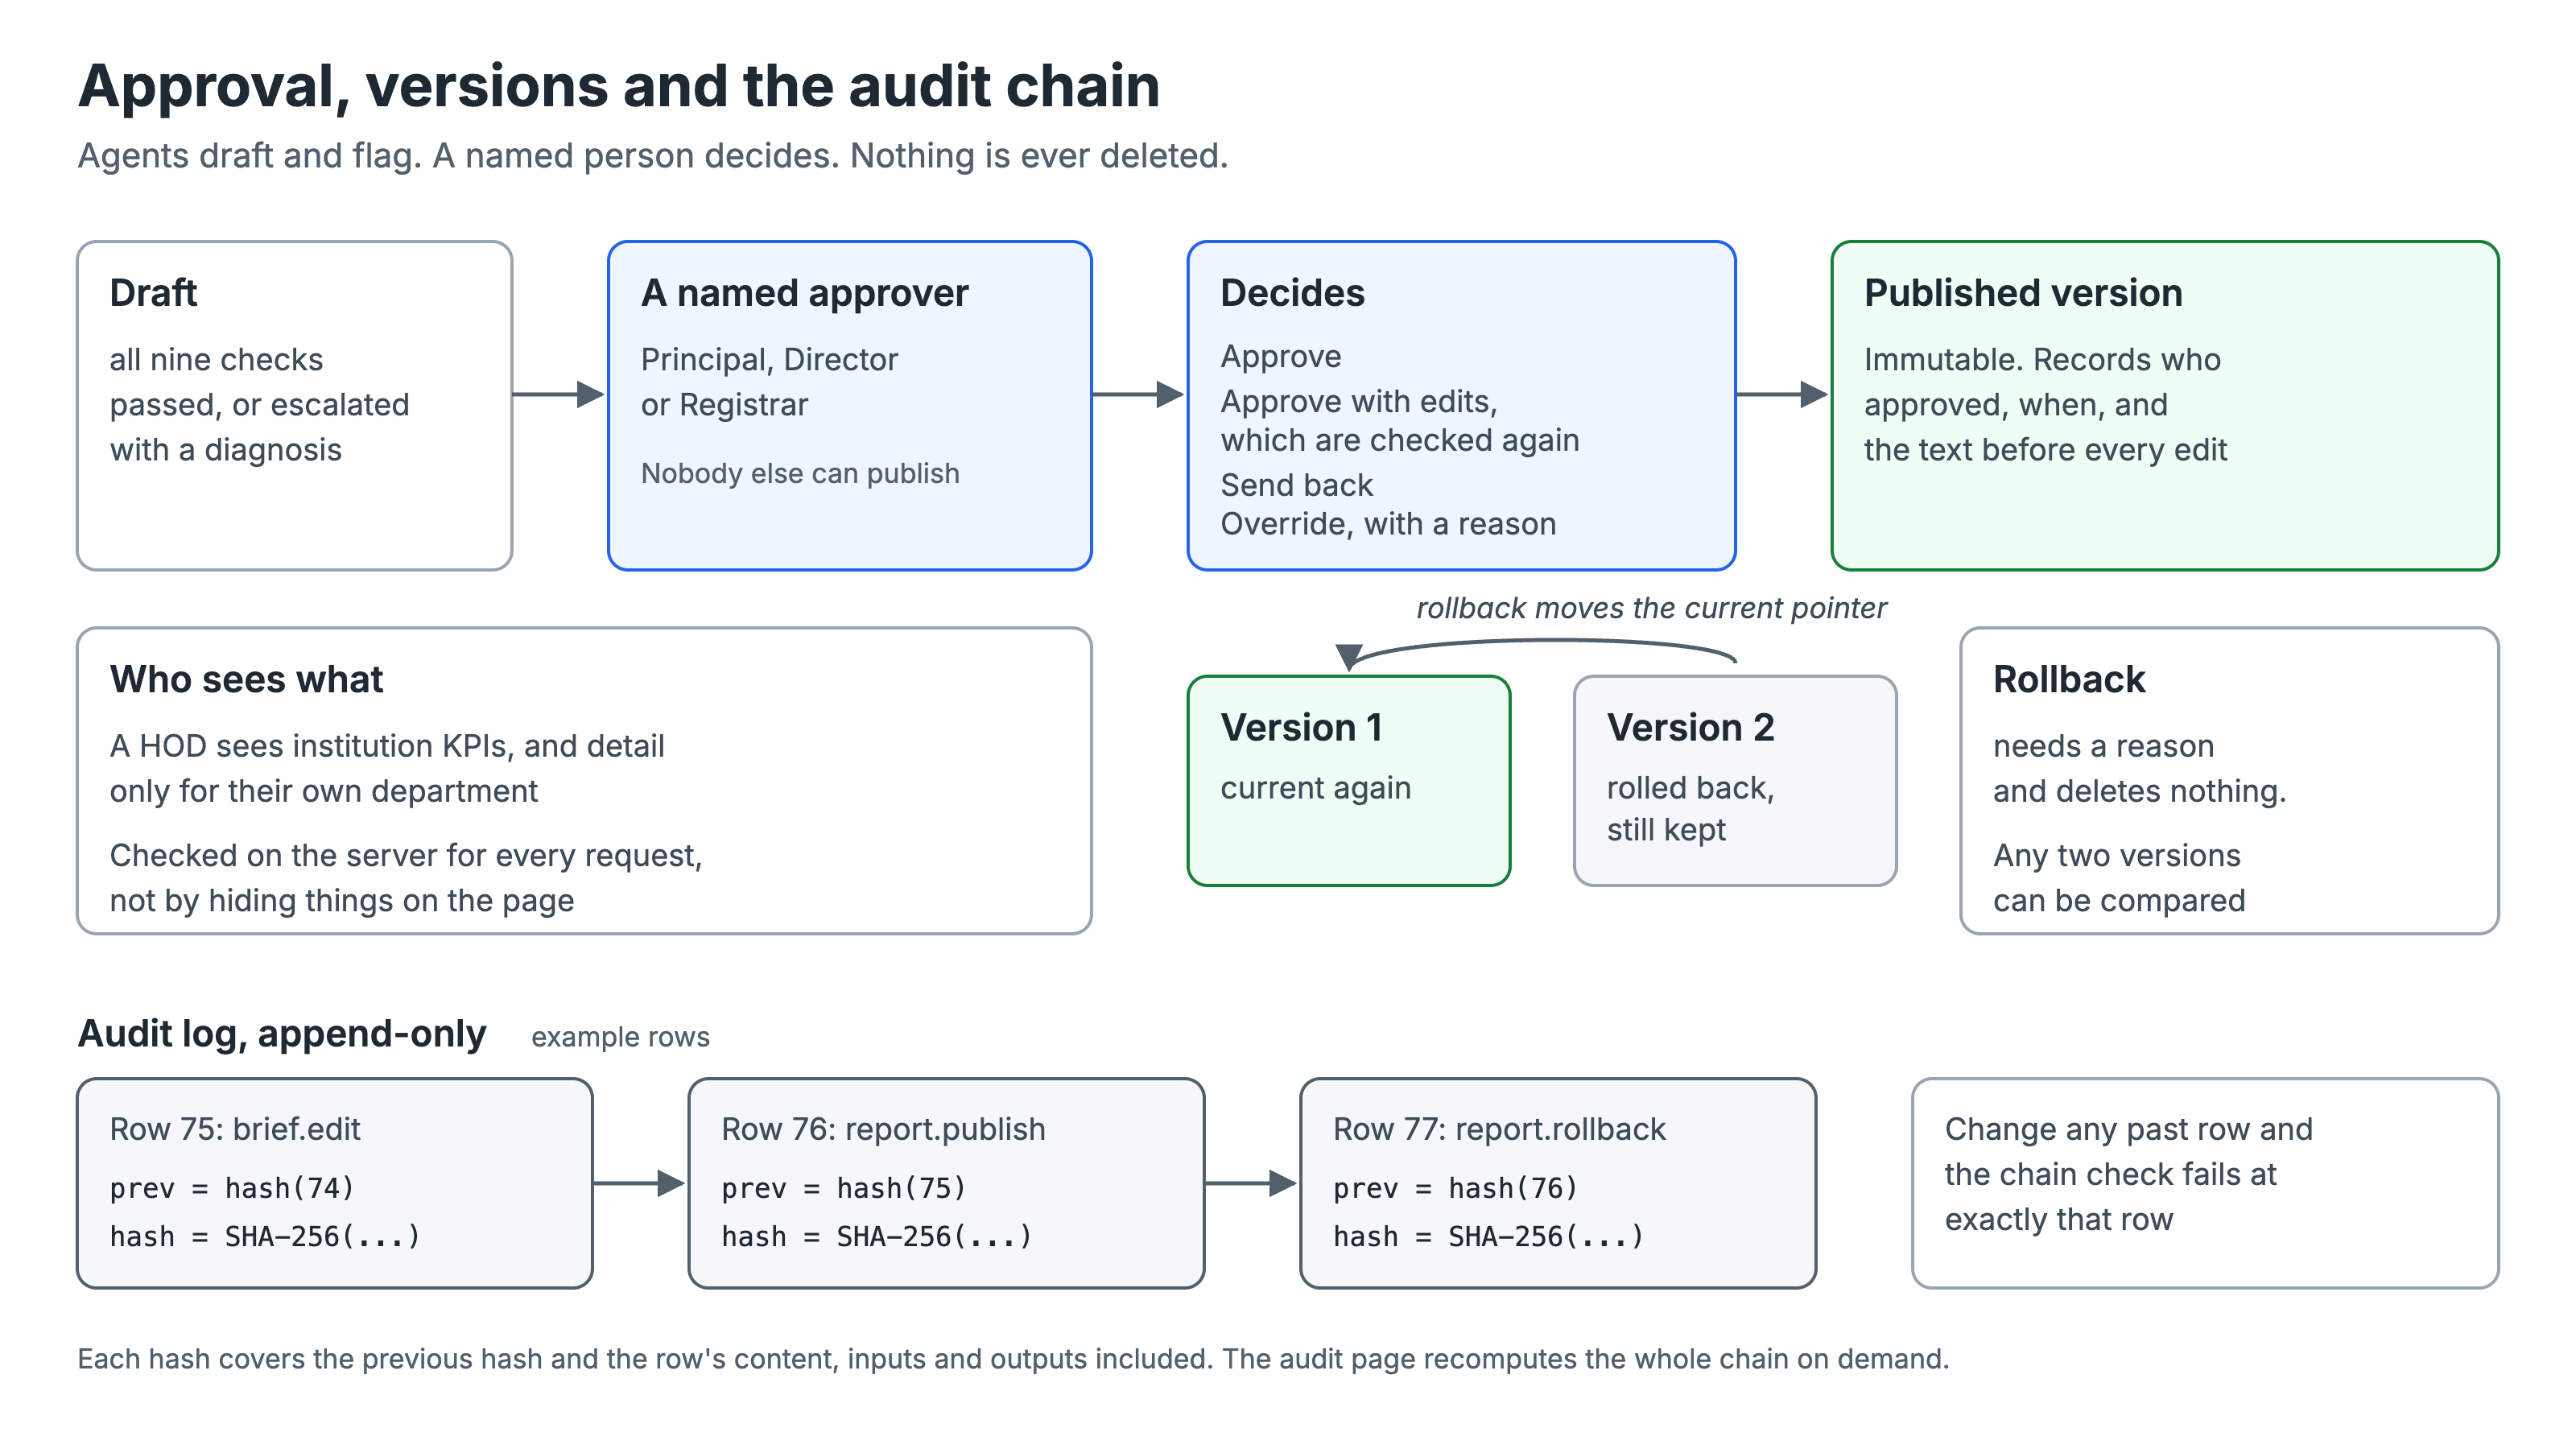 Approval, versions and the audit chain
Agents draft and flag. A named person decides. Nothing is ever deleted.
Draft
all nine checks
passed, or escalated
with a diagnosis
A named approver
Principal, Director
or Registrar
Nobody else can publish
Decides
Approve
Approve with edits,
which are checked again
Send back
Override, with a reason
Published version
Immutable. Records who
approved, when, and
the text before every edit
Who sees what
A HOD sees institution KPIs, and detail
only for their own department
Checked on the server for every request,
not by hiding things on the page
rollback moves the current pointer
Version 1
current again
Version 2
rolled back,
still kept
Rollback
needs a reason
and deletes nothing.
Any two versions
can be compared
Audit log, append-only
example rows
Row 75: brief.edit
prev = hash(74)
hash = SHA-256(...)
Row 76: report.publish
prev = hash(75)
hash = SHA-256(...)
Row 77: report.rollback
prev = hash(76)
hash = SHA-256(...)
Change any past row and
the chain check fails at
exactly that row
Each hash covers the previous hash and the row's content, inputs and outputs included. The audit page recomputes the whole chain on demand.